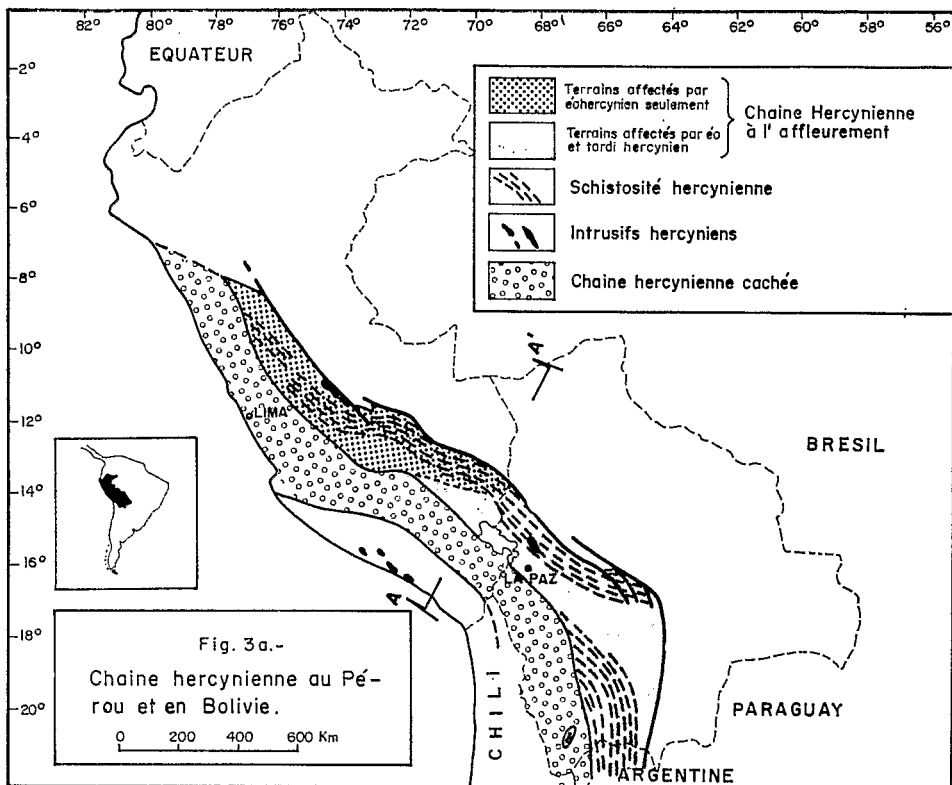 82° 80° 78° 76° 74° 72° 70° 68° 66° 64° 62° 60° 58° 56°
EQUATEUR
2°
4°
6°
8°
10°
12°
14°
16°
18°
20°
Terrains affectés par
éohercynien seulement
Terrains affectés par éo
et tardi hercynien
Chaine Hercynienne
à l'affleurement
Schistosité hercynienne
Intrusifs hercyniens
Chaine hercynienne cachée
A'
LIMA
BRESIL
LA PAZ
A
CHILI
PARAGUAY
ARGENTINE
Fig. 3a.-
Chaine hercynienne au Pé-
rou et en Bolivie.
0 200 400 600 Km